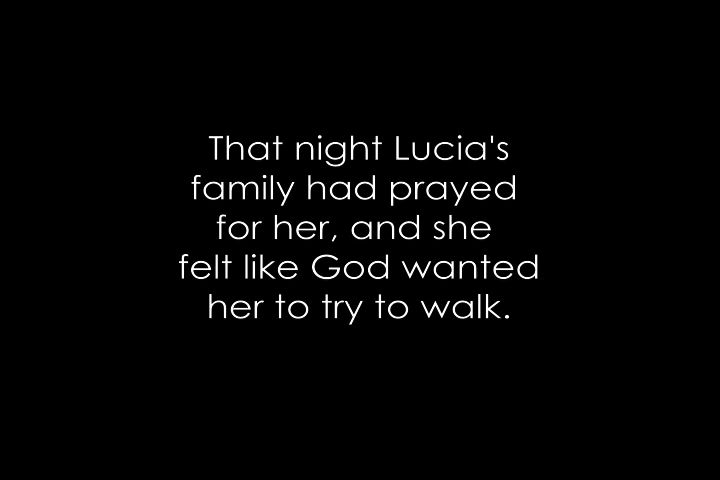 That night Lucia's
family had prayed
for her, and she
felt like God wanted
her to try to walk.